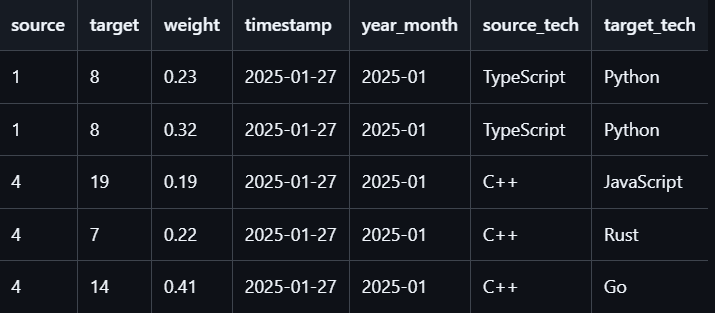 source target weight timestamp year_month source_tech target_tech
1 8 0.23 2025-01-27 2025-01 TypeScript Python
1 8 0.32 2025-01-27 2025-01 TypeScript Python
4 19 0.19 2025-01-27 2025-01 C++ JavaScript
4 7 0.22 2025-01-27 2025-01 C++ Rust
4 14 0.41 2025-01-27 2025-01 C++ Go